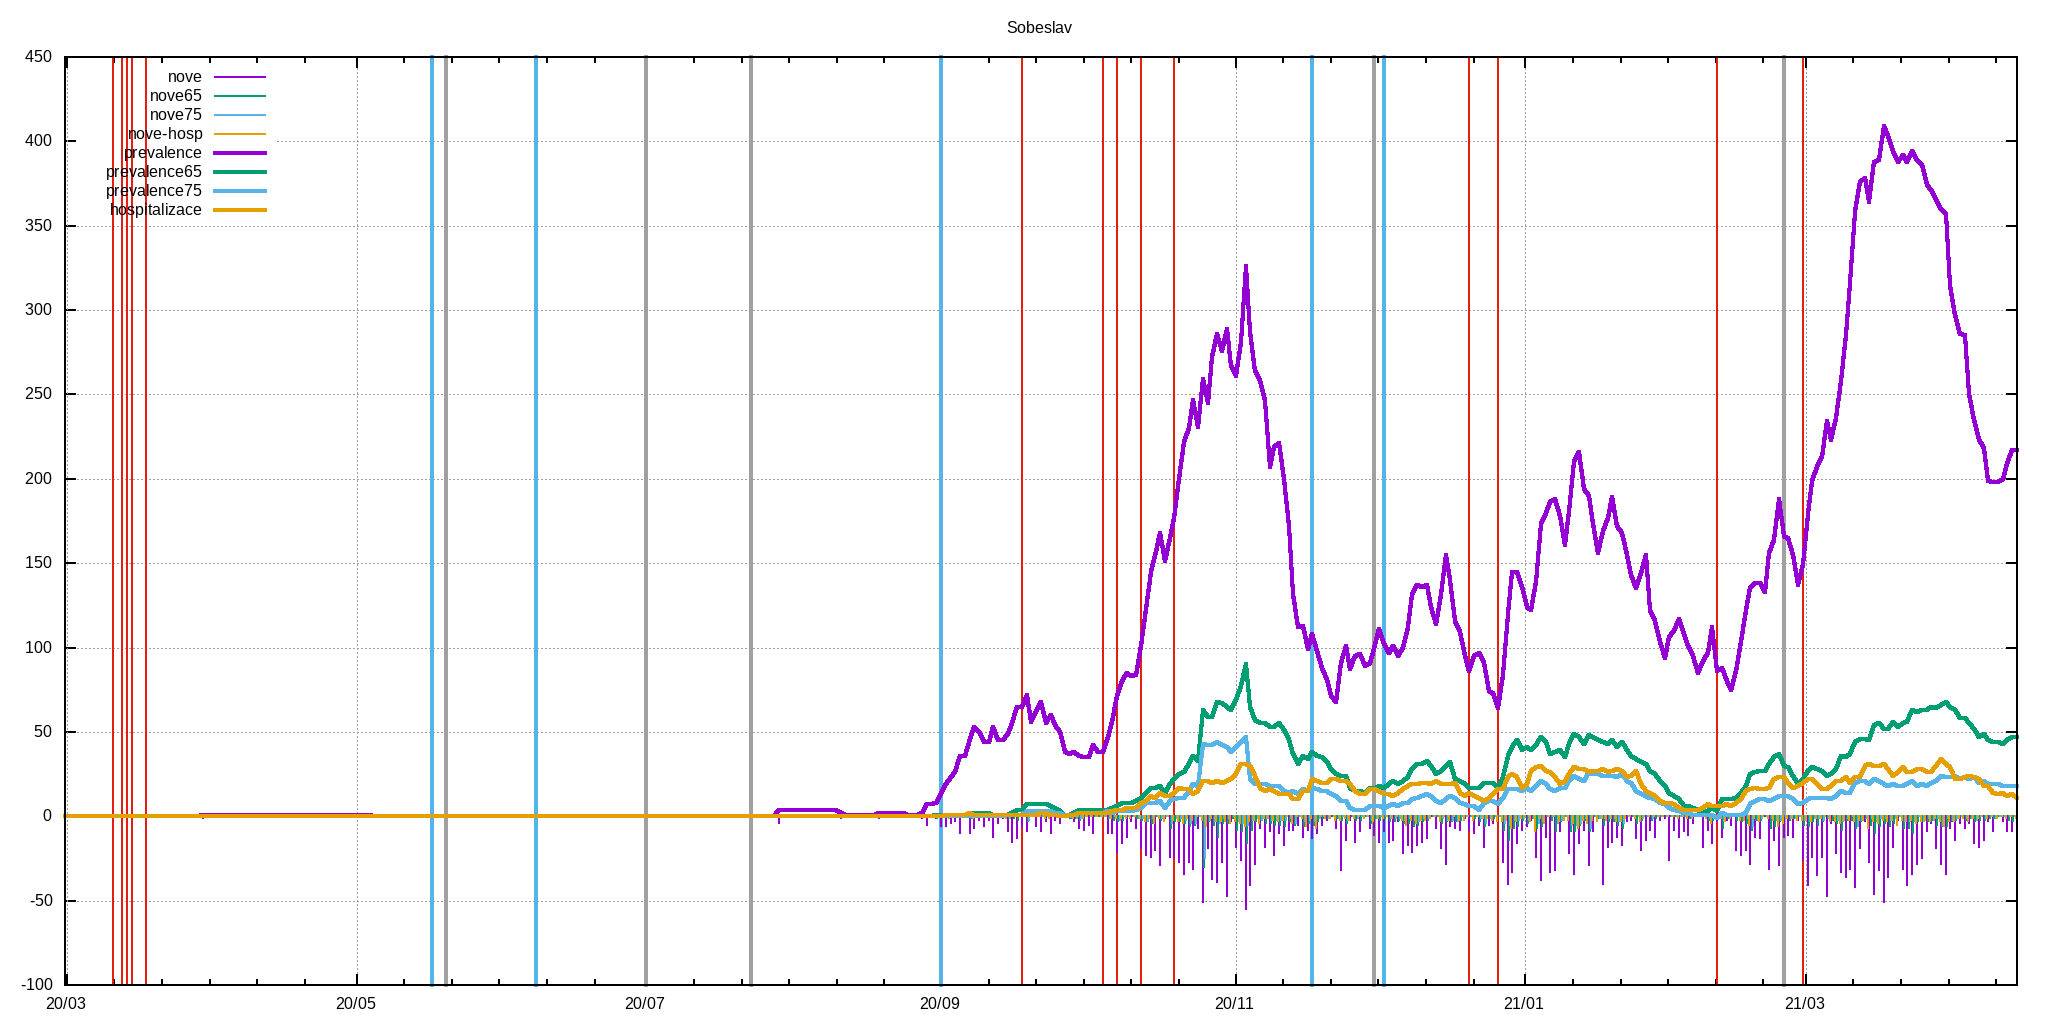 Sobeslav
450
400
350
300
250
200
150
100
50
0
-50
-100
nove
nove65
nove75
nove-hosp
prevalence
prevalence65
prevalence75
hospitalizace
20/03 20/05 20/07 20/09 20/11 21/01 21/03